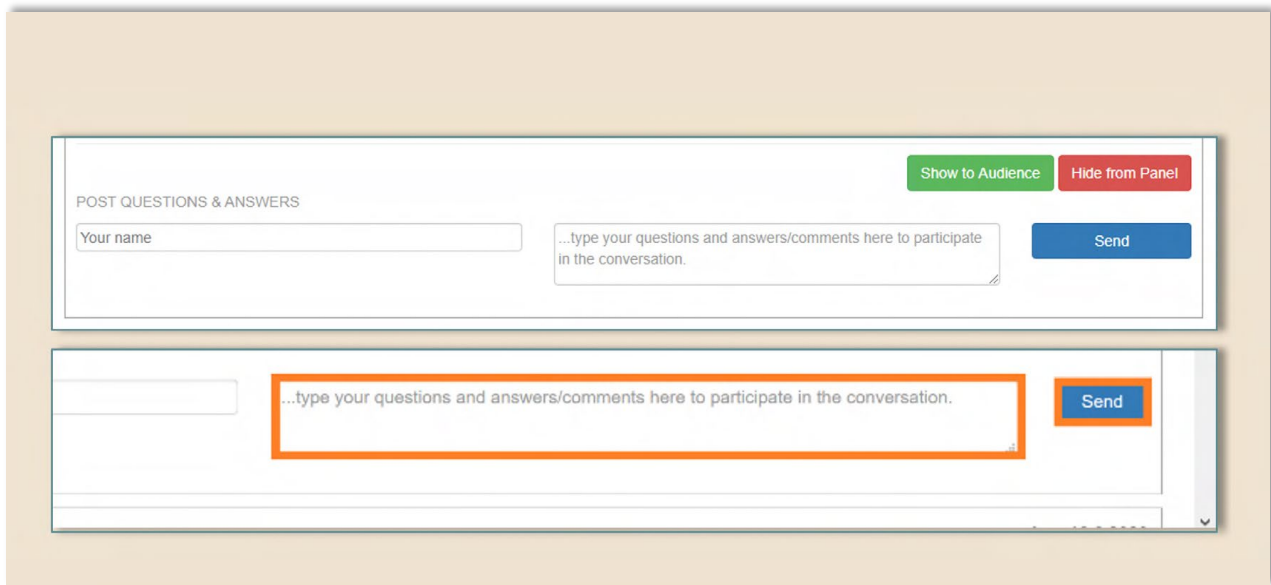 Show to Audience
Hide from Panel
POST QUESTIONS & ANSWERS
Your name
...type your questions and answers/comments here to participate
in the conversation.
Send
...type your questions and answers/comments here to participate in the conversation.
Send